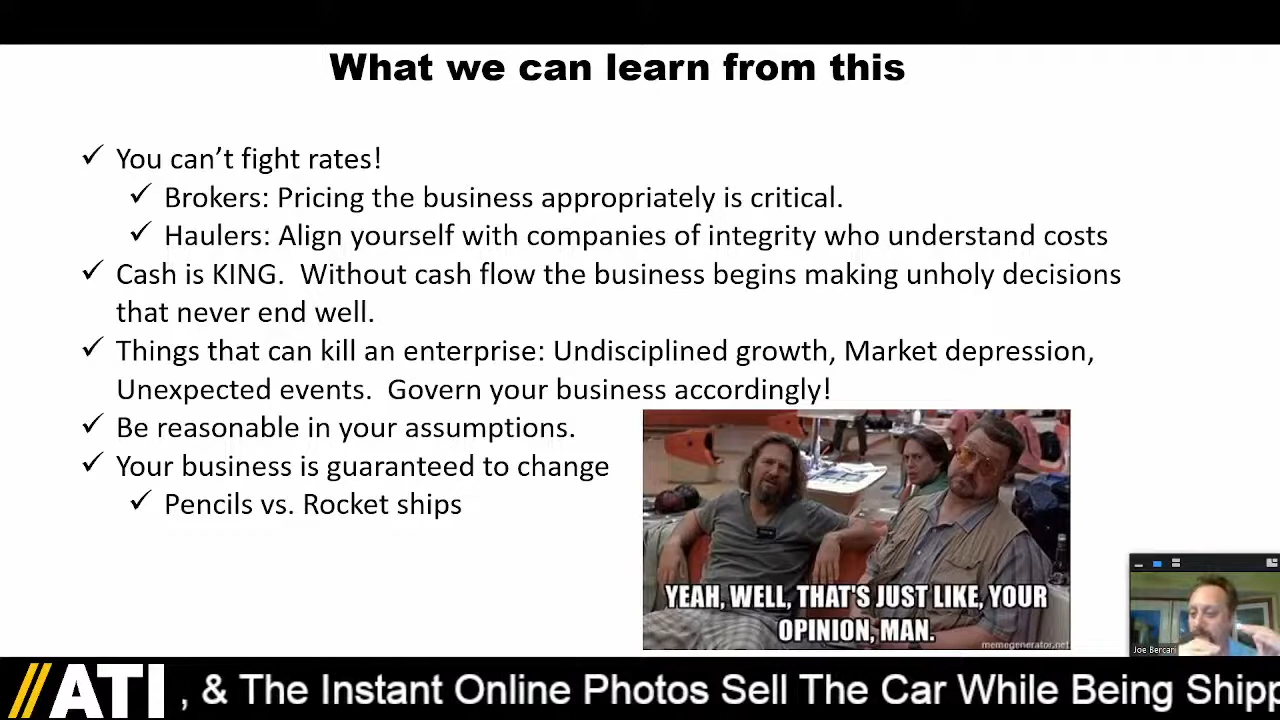 What we can learn from this
✓ You can’t fight rates!
✓ Brokers: Pricing the business appropriately is critical.
✓ Haulers: Align yourself with companies of integrity who understand costs
✓ Cash is KING.  Without cash flow the business begins making unholy decisions
that never end well.
✓ Things that can kill an enterprise: Undisciplined growth, Market depression,
Unexpected events.  Govern your business accordingly!
✓ Be reasonable in your assumptions.
✓ Your business is guaranteed to change
✓ Pencils vs. Rocket ships
YEAH, WELL, THAT'S JUST LIKE, YOUR
OPINION, MAN.
memegenerator.net
Joe Bercari
//ATI , & The Instant Online Photos Sell The Car While Being Shipp